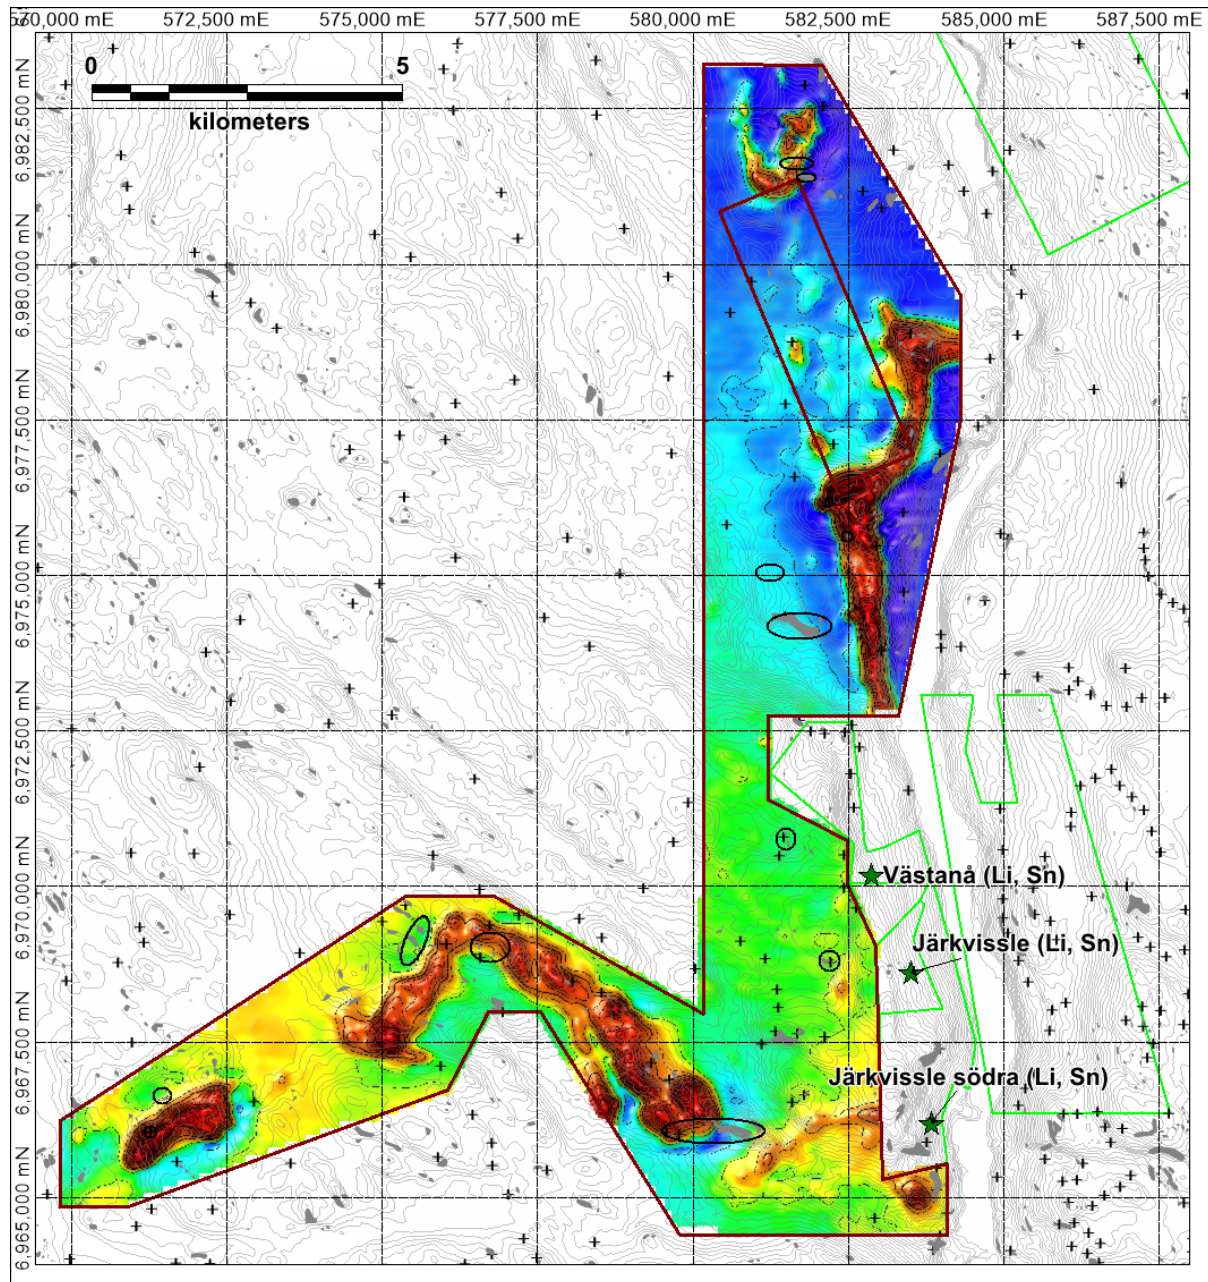 570,000 mE 572,500 mE 575,000 mE 577,500 mE 580,000 mE 582,500 mE 585,000 mE 587,500 mE
0 5
kilometers
6,982,500 mN
6,980,000 mN
6,977,500 mN
6,975,000 mN
6,972,500 mN
6,970,000 mN
6,967,500 mN
6,965,000 mN
Västanå (Li, Sn)
Järkvissle (Li, Sn)
Järkvissle södra (Li, Sn)